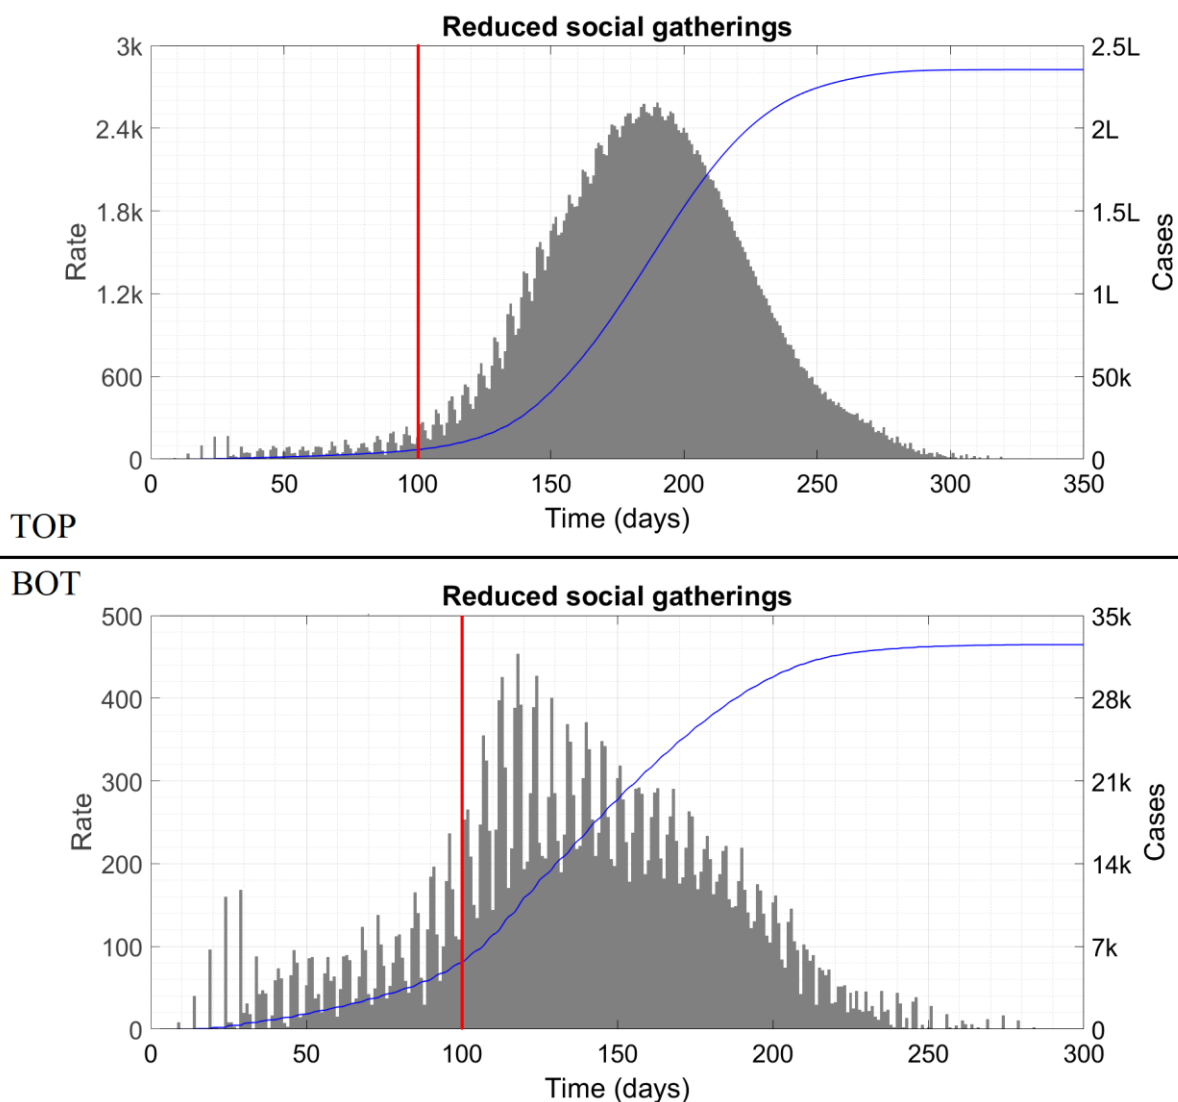 Reduced social gatherings
3k
2.4k
1.8k
1.2k
600
0
Rate
2.5L
2L
1.5L
1L
50k
0
Cases
0 50 100 150 200 250 300 350
Time (days)
TOP
BOT
Reduced social gatherings
500
400
300
200
100
0
Rate
35k
28k
21k
14k
7k
0
Cases
0 50 100 150 200 250 300
Time (days)